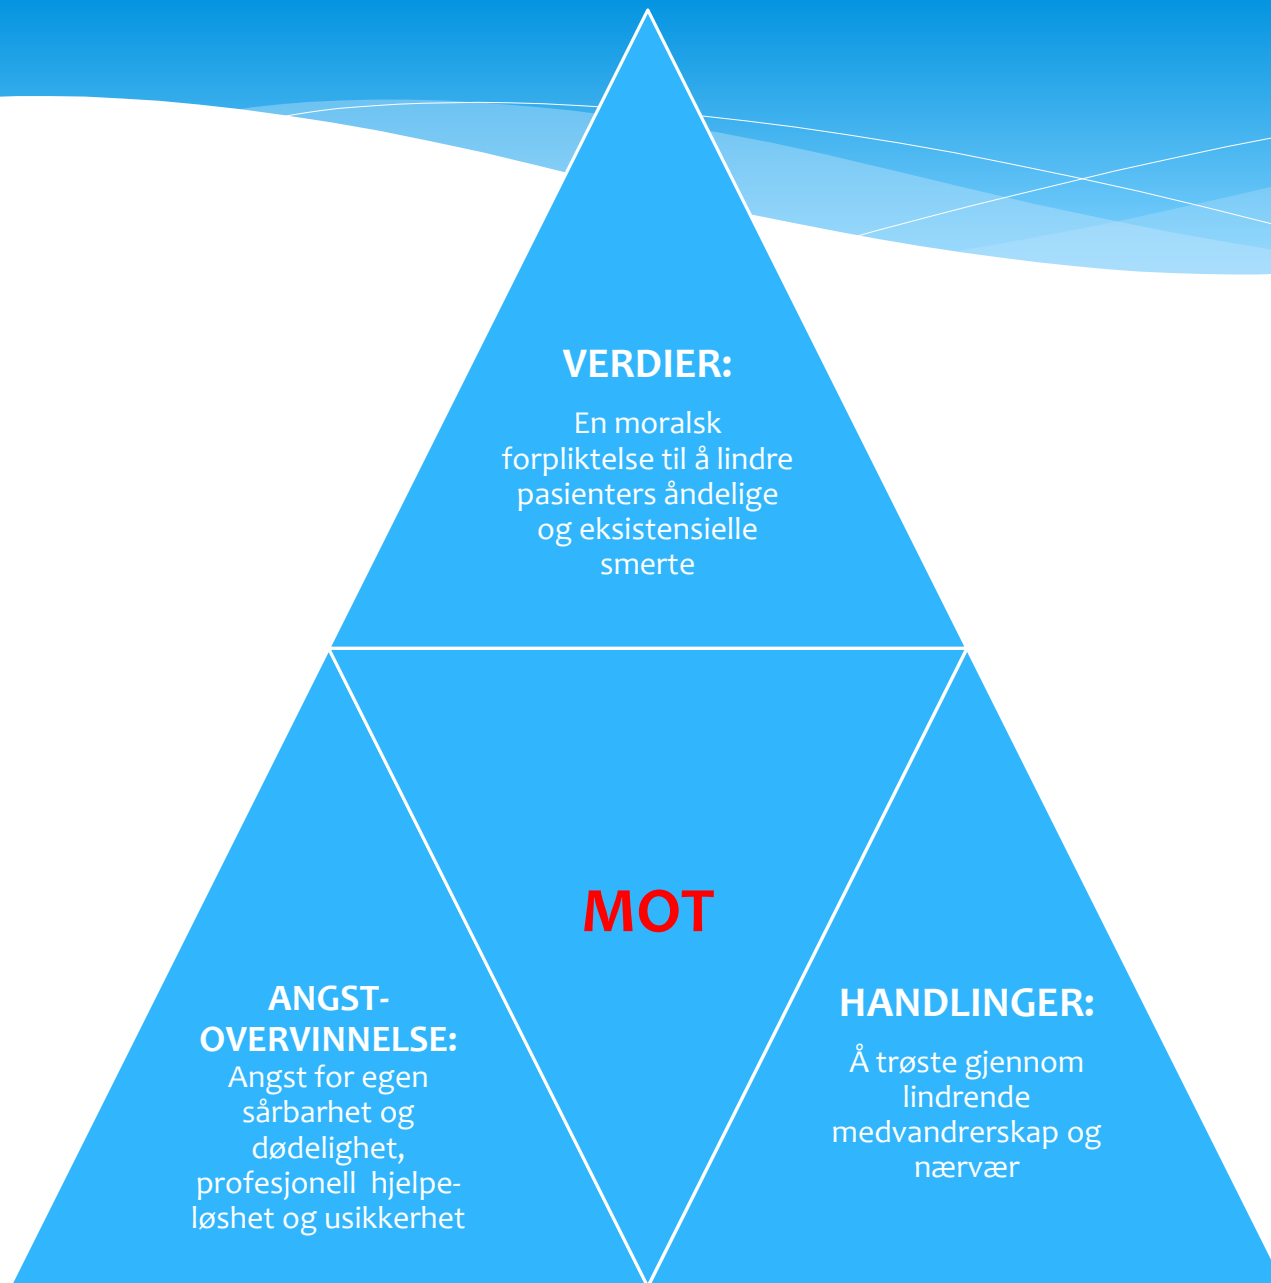 VERDIER:
En moralsk
forpliktelse til å lindre
pasienters åndelige
og eksistensielle
smerte
MOT
ANGST-
OVERVINNELSE:
Angst for egen
sårbarhet og
dødelighet,
profesjonell hjelpe-
løshet og usikkerhet
HANDLINGER:
Å trøste gjennom
lindrende
medvandrerskap og
nærvær